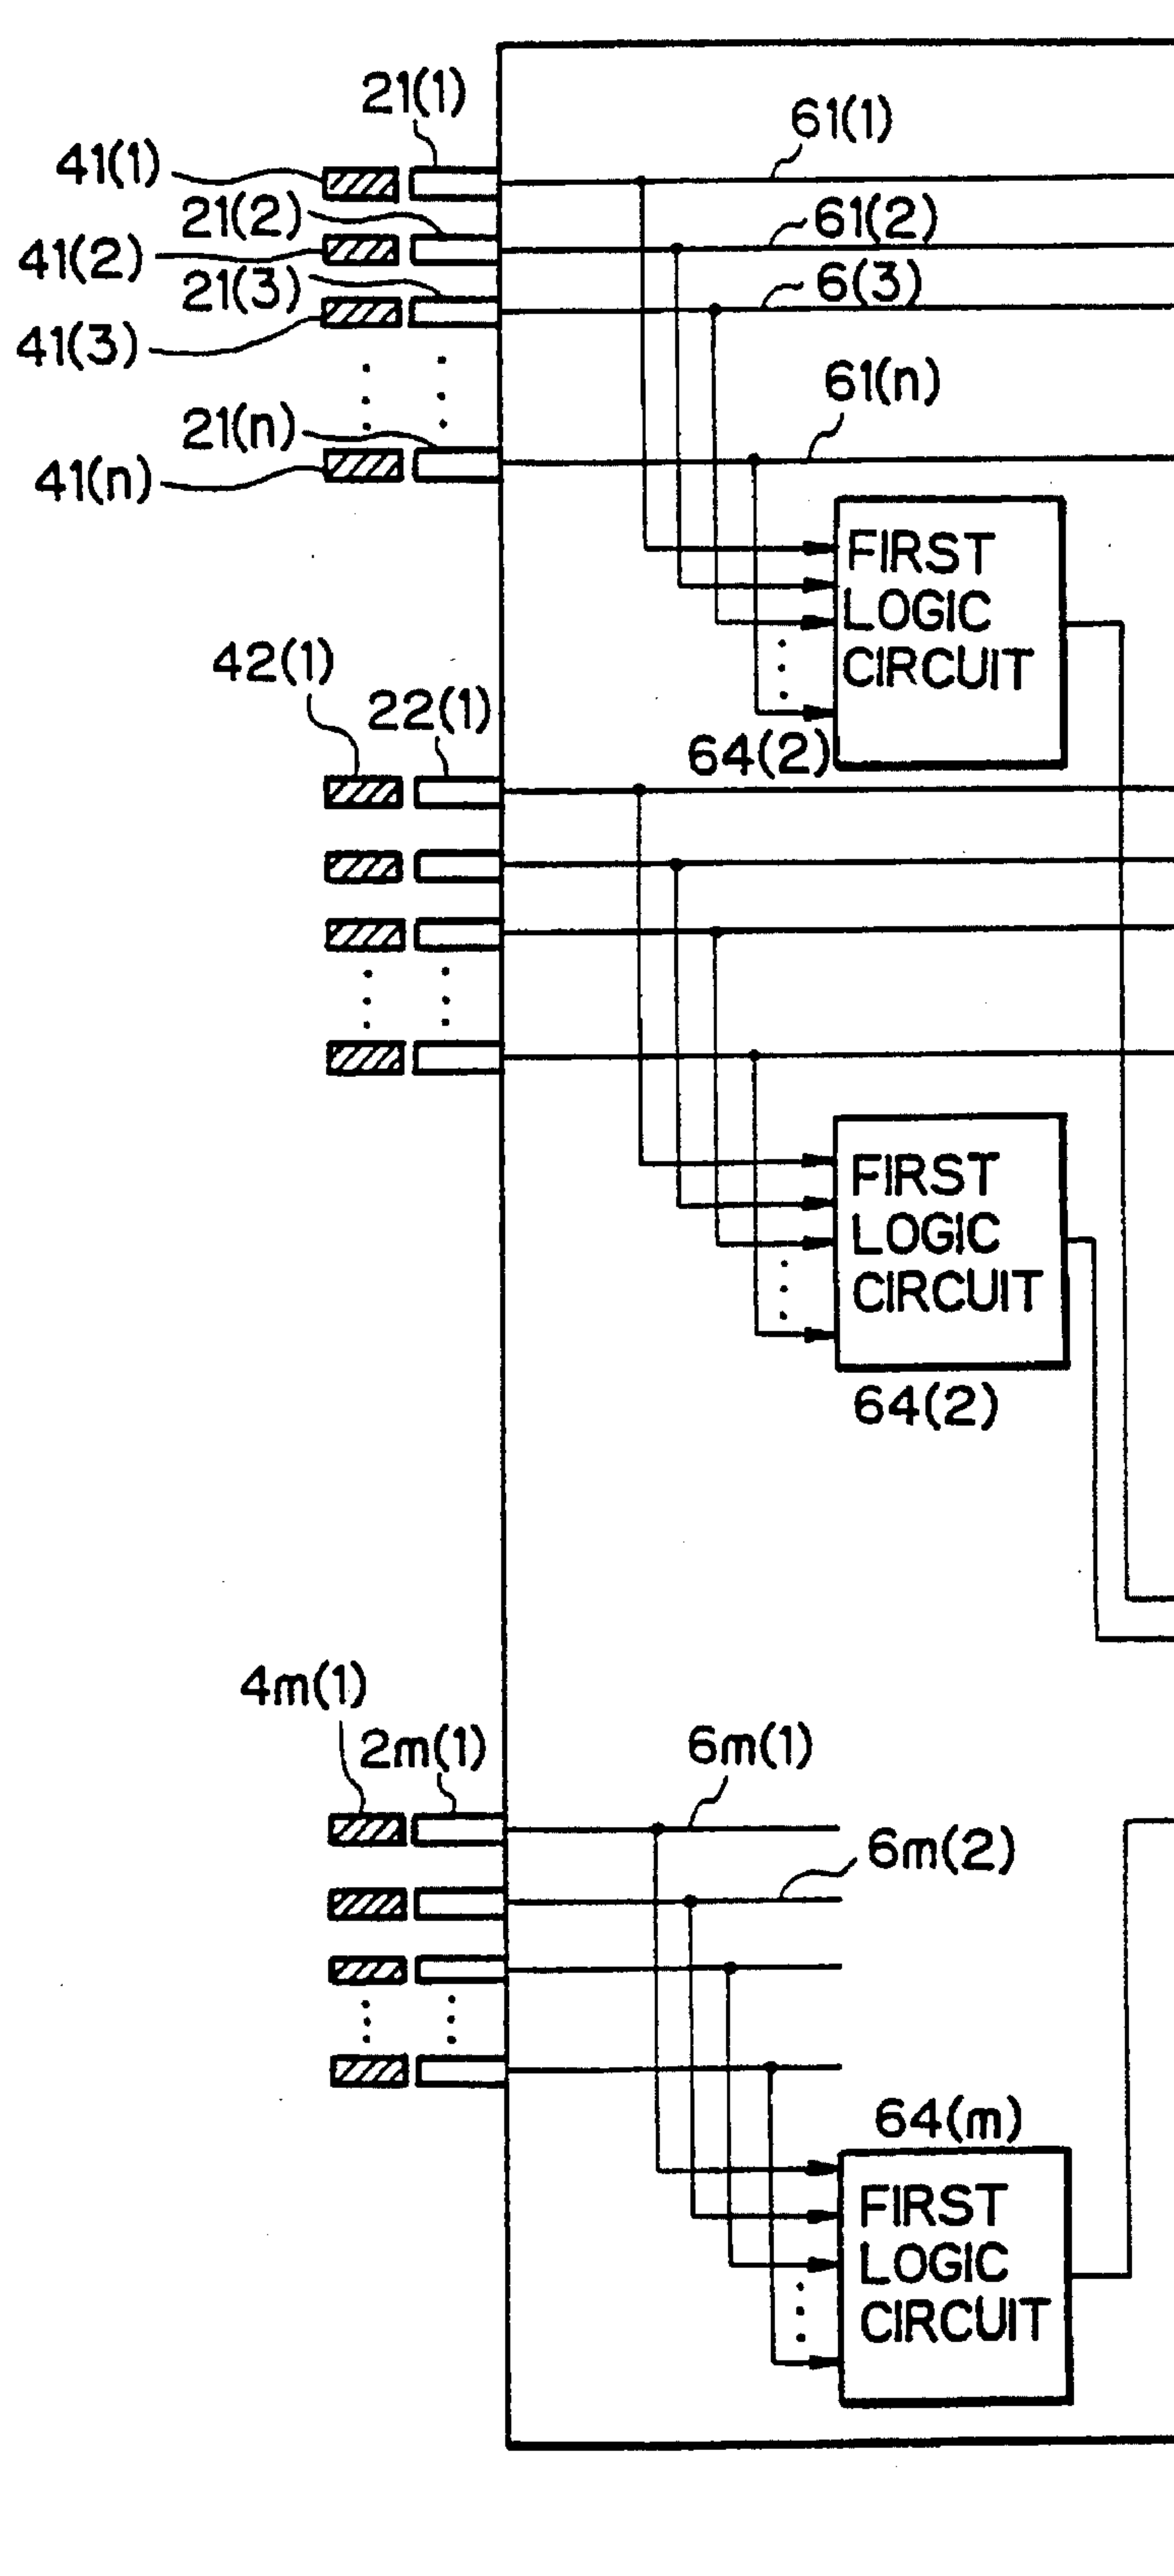 21(1)
61(1)
41(1)
21(2)
61(2)
41(2)
21(3)
6(3)
41(3)
61(n)
21(n)
41(n)
FIRST
LOGIC
CIRCUIT
42(1)
22(1)
64(2)
FIRST
LOGIC
CIRCUIT
64(2)
4m(1)
2m(1)
6m(1)
6m(2)
64(m)
FIRST
LOGIC
CIRCUIT